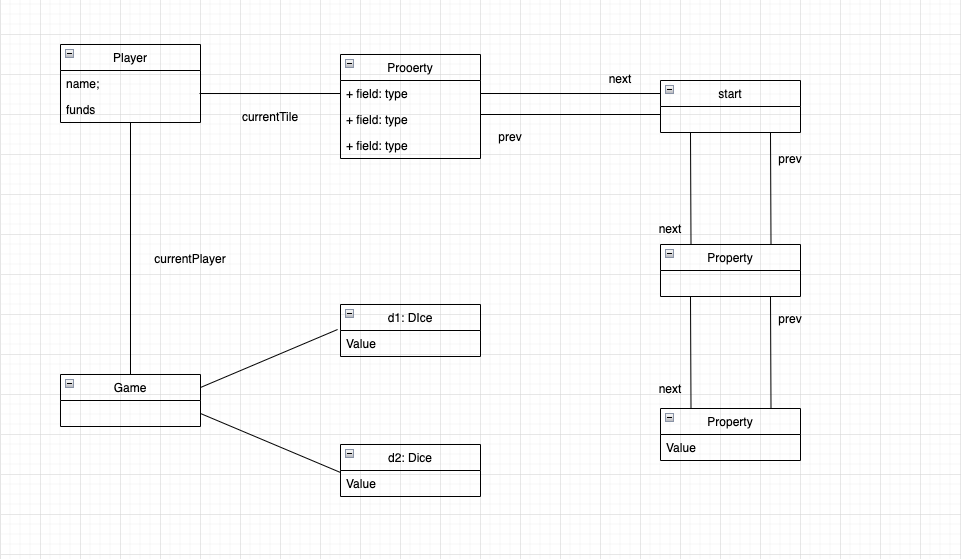 Player
name;
funds
currentTile
Prooerty
+ field: type
+ field: type
+ field: type
next
prev
start
prev
next
Property
prev
next
Property
Value
currentPlayer
Game
d1: DIce
Value
d2: Dice
Value